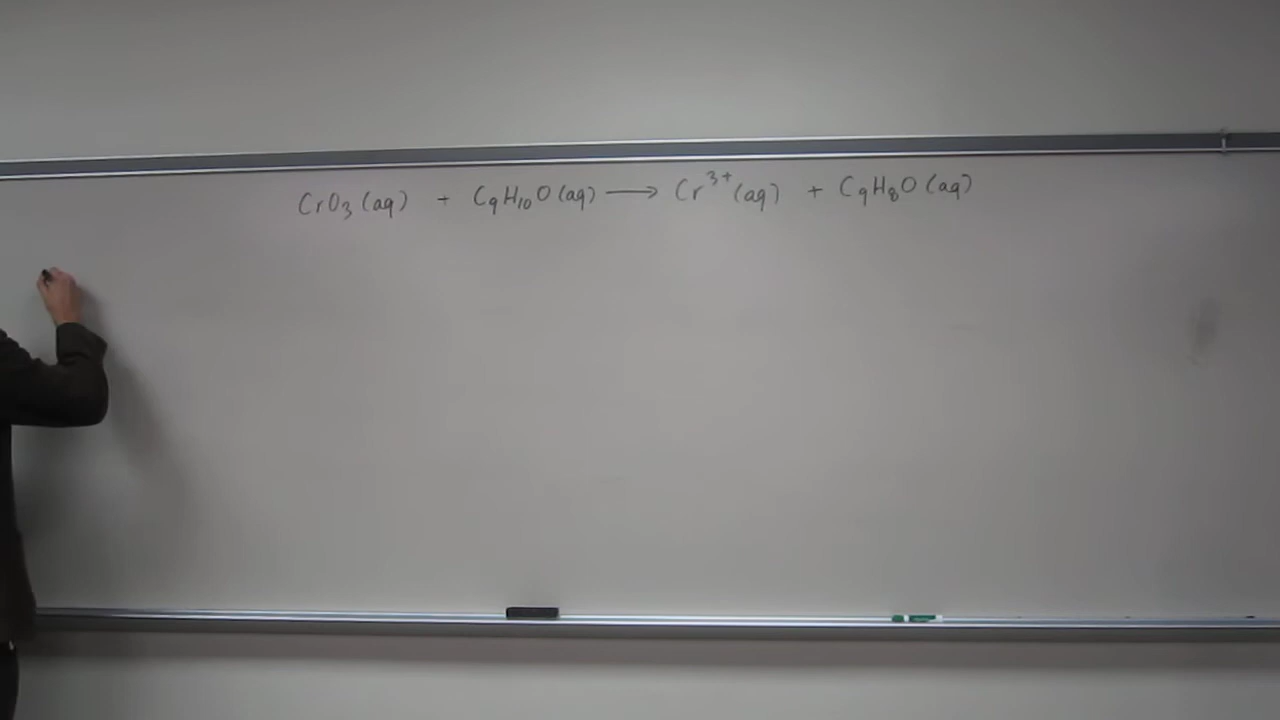 CrO₃ (aq) + C₉H₁₀O (aq) ⟶ Cr³⁺ (aq) + C₉H₈O (aq)